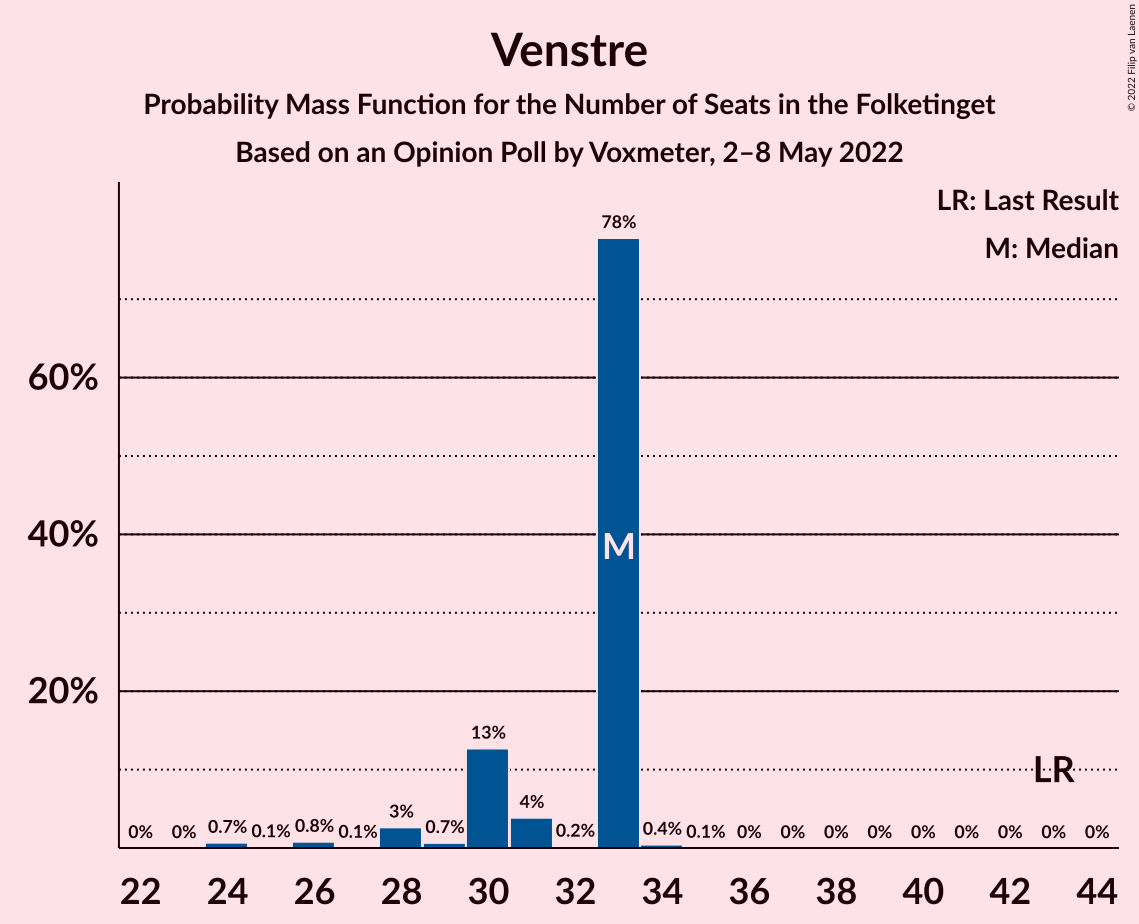 Venstre
Probability Mass Function for the Number of Seats in the Folketinget
Based on an Opinion Poll by Voxmeter, 2–8 May 2022
© 2022 Filip van Laenen
LR: Last Result
M: Median
60%
40%
20%
0% 0% 0.7% 0.1% 0.8% 0.1% 3% 0.7% 13% 4% 0.2% 78% 0.4% 0.1% 0% 0% 0% 0% 0% 0% 0% 0% 0%
M
LR
22 24 26 28 30 32 34 36 38 40 42 44